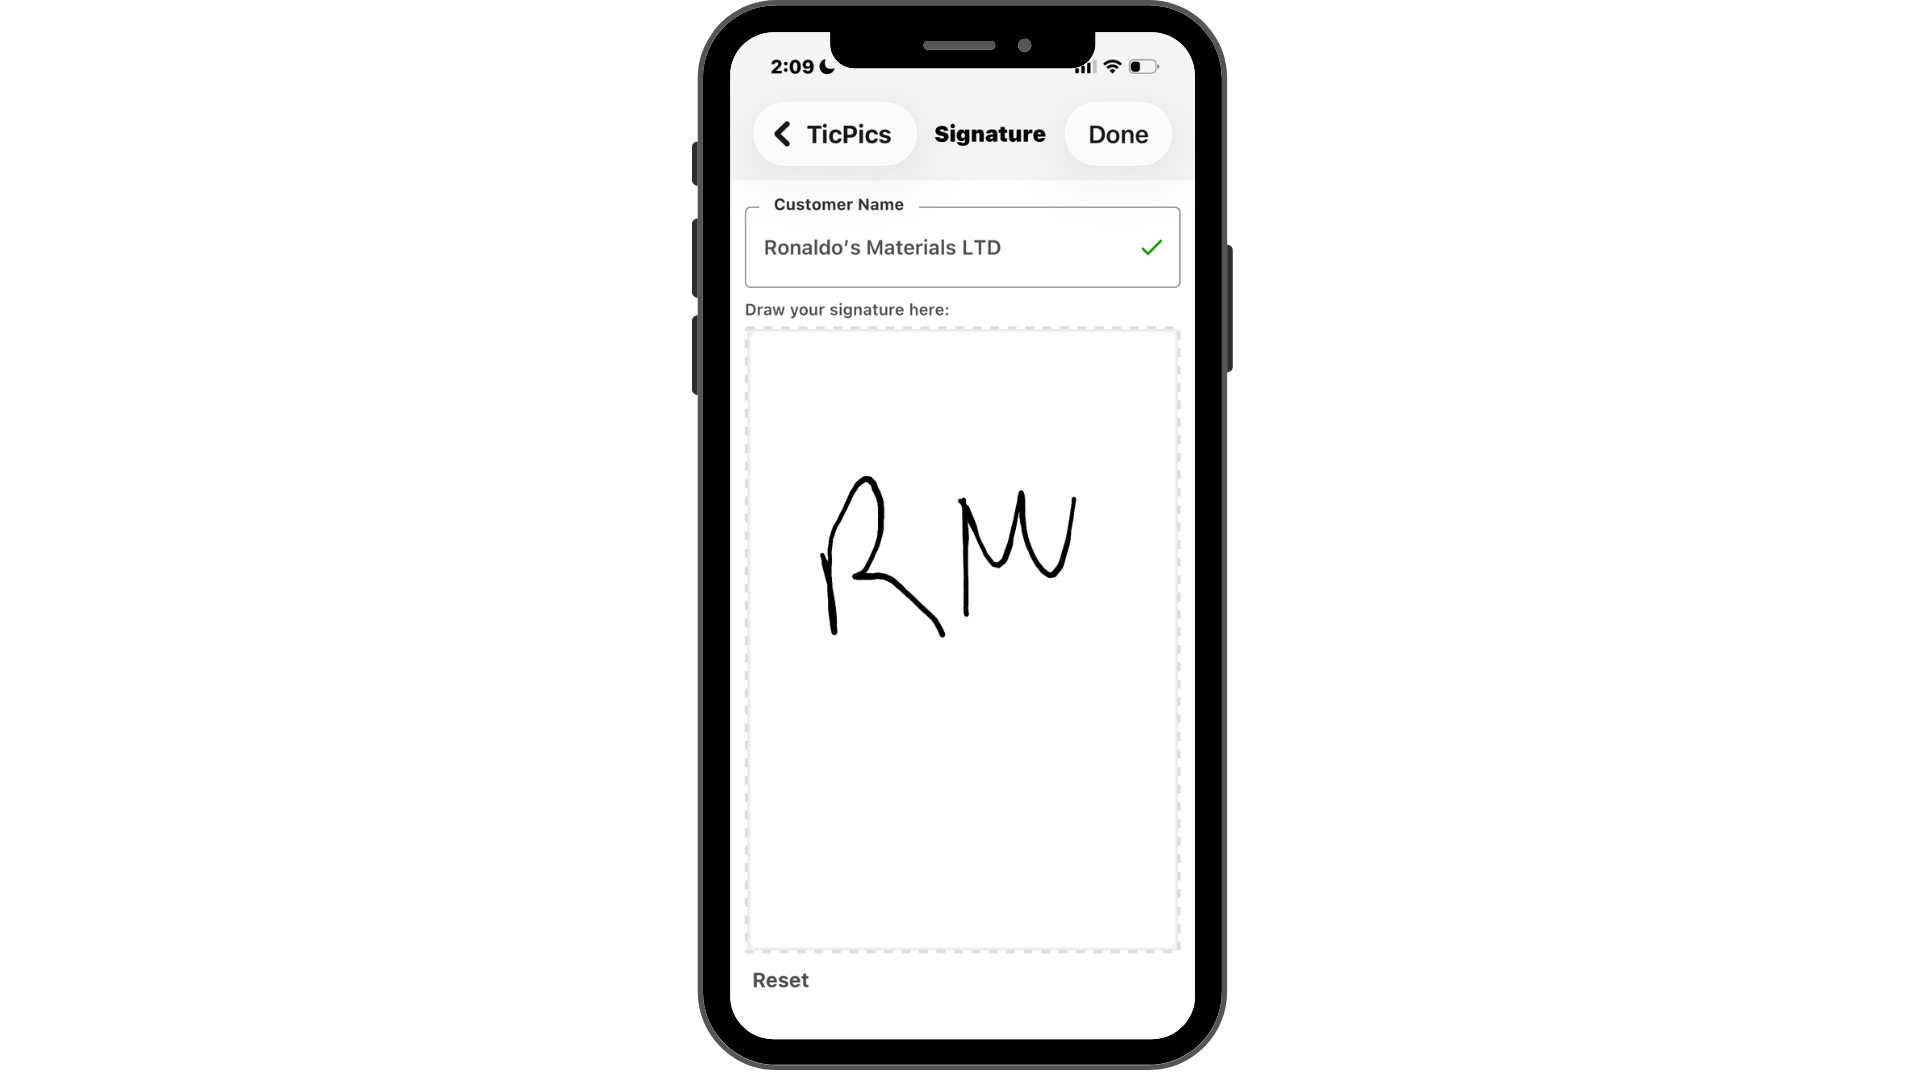 2:09
TicPics Signature Done
Customer Name
Ronaldo’s Materials LTD
Draw your signature here:
RM
Reset